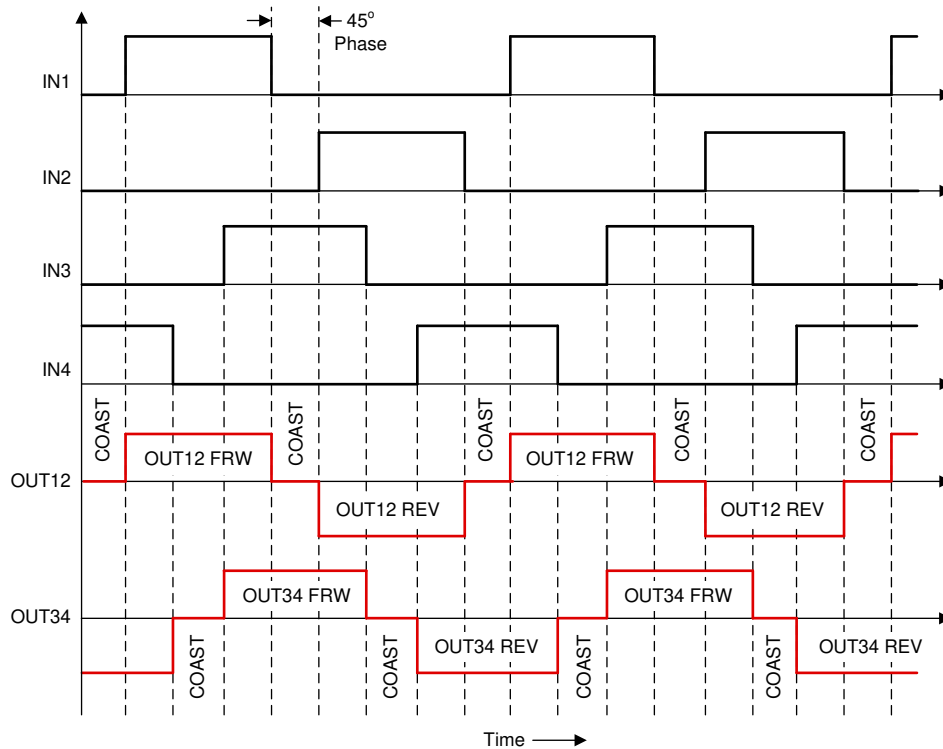 45°
Phase
IN1
IN2
IN3
IN4
COAST
COAST
COAST
COAST
COAST
OUT12 FRW
OUT12 FRW
OUT12
OUT12 REV
OUT12 REV
OUT34 FRW
OUT34 FRW
OUT34
OUT34 REV
OUT34 REV
COAST
COAST
COAST
COAST
Time